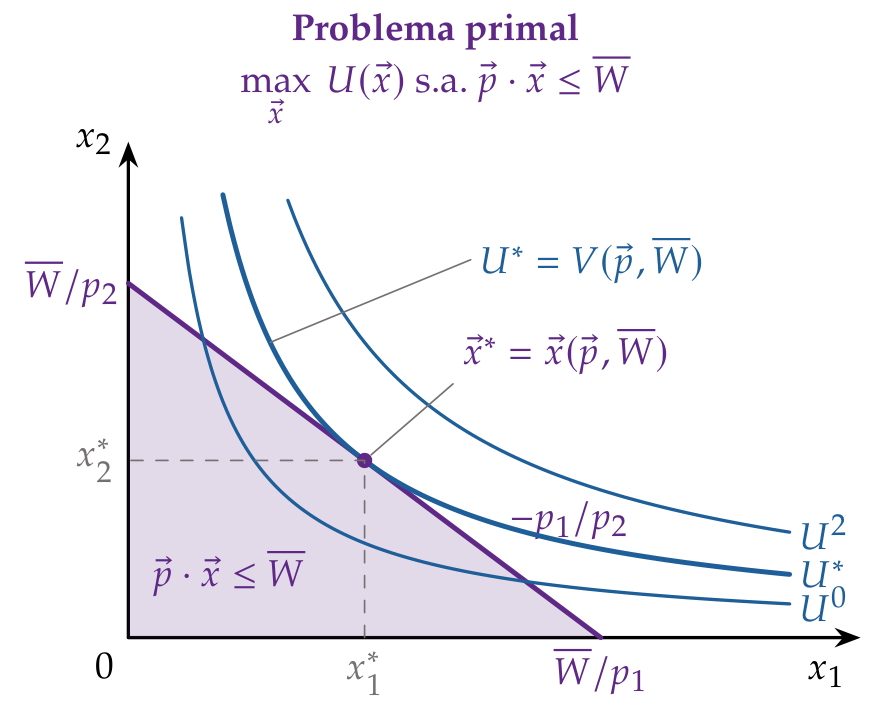 Problema primal
max U(x⃗) s.a. p⃗ · x⃗ ≤ W̅
x⃗
x₂
U* = V(p⃗, W̅)
W̅/p₂
x⃗* = x⃗(p⃗, W̅)
x₂*
−p₁/p₂
U²
p⃗ · x⃗ ≤ W̅
U*
U⁰
0
x₁*
W̅/p₁
x₁